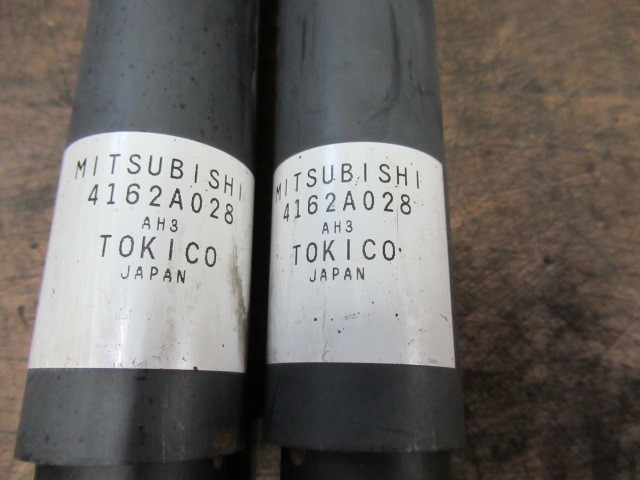 MITSUBISHI
4162A028
AH3
TOKICO
JAPAN
MITSUBISHI
4162A028
AH3
TOKICO
JAPAN